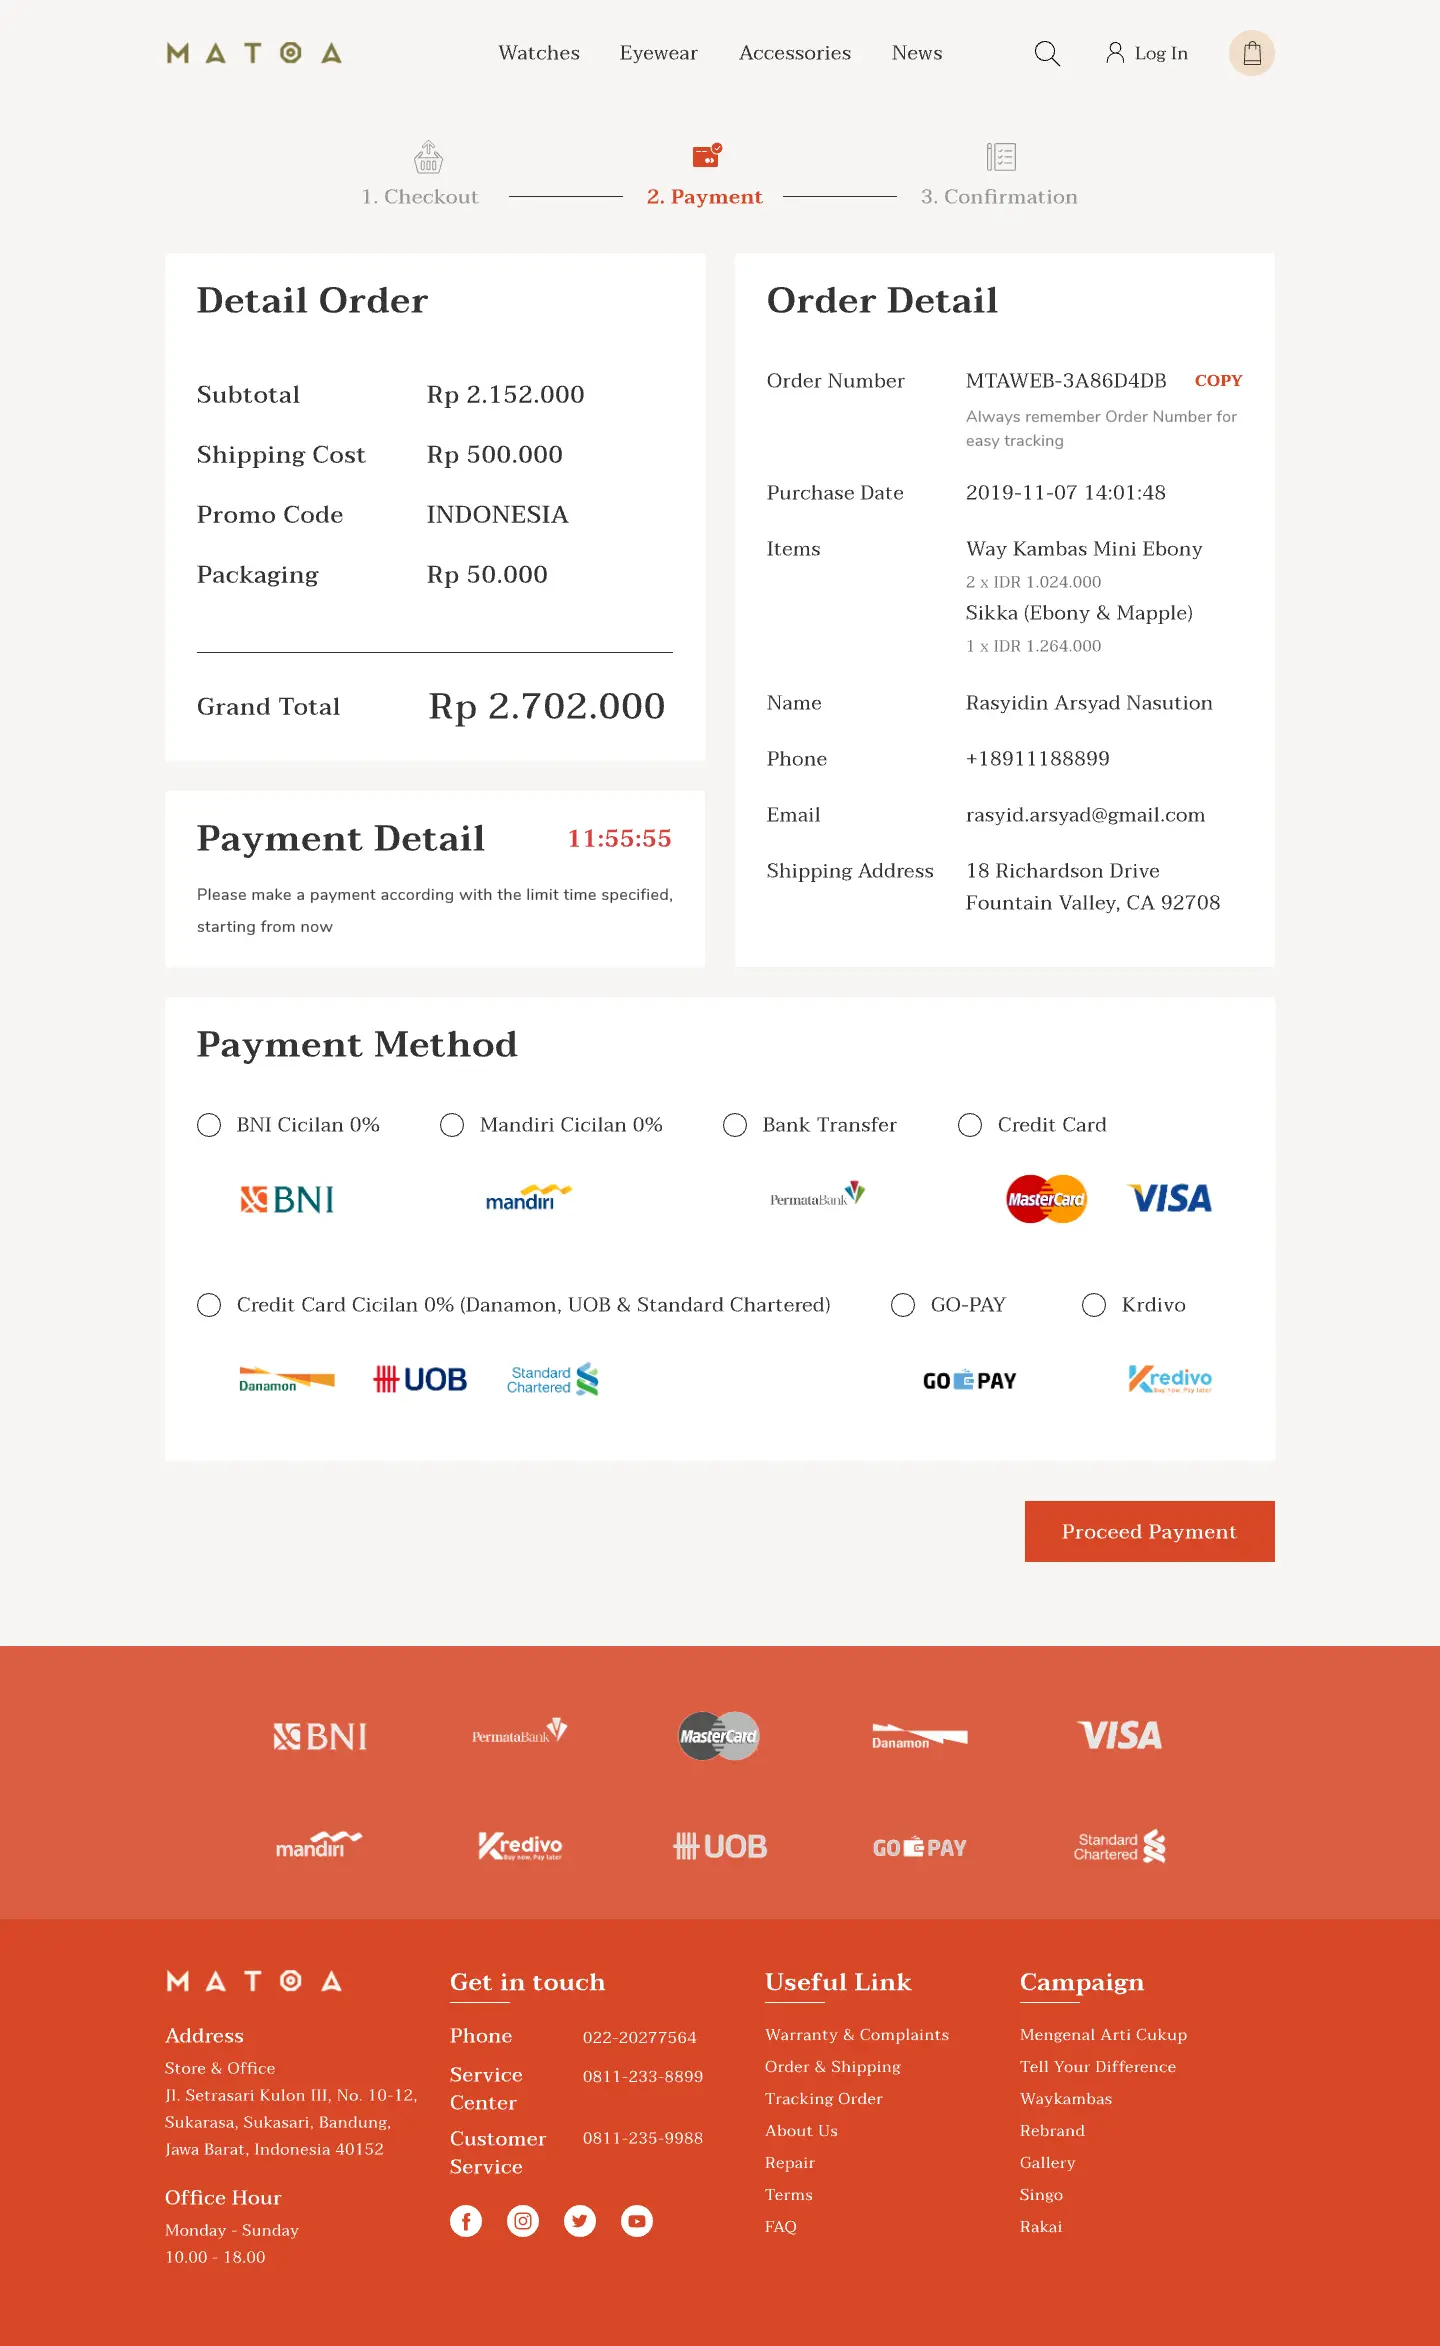 MATOA
Watches Eyewear Accessories News Log In
1. Checkout 2. Payment 3. Confirmation
Detail Order
Subtotal Rp 2.152.000
Shipping Cost Rp 500.000
Promo Code INDONESIA
Packaging Rp 50.000
Grand Total Rp 2.702.000
Payment Detail 11:55:55
Please make a payment according with the limit time specified,
starting from now
Order Detail
Order Number MTAWEB-3A86D4DB COPY
Always remember Order Number for
easy tracking
Purchase Date 2019-11-07 14:01:48
Items Way Kambas Mini Ebony
2 x IDR 1.024.000
Sikka (Ebony & Mapple)
1 x IDR 1.264.000
Name Rasyidin Arsyad Nasution
Phone +18911188899
Email rasyid.arsyad@gmail.com
Shipping Address 18 Richardson Drive
Fountain Valley, CA 92708
Payment Method
BNI Cicilan 0% Mandiri Cicilan 0% Bank Transfer Credit Card
BNI mandiri PermataBank MasterCard VISA
Credit Card Cicilan 0% (Danamon, UOB & Standard Chartered) GO-PAY Krdivo
Danamon UOB Standard Chartered GO PAY Kredivo
Buy now, Pay later
Proceed Payment
BNI PermataBank MasterCard Danamon VISA
mandiri Kredivo UOB GO PAY Standard Chartered
Buy now, Pay later
MATOA
Address
Store & Office
Jl. Setrasari Kulon III, No. 10-12,
Sukarasa, Sukasari, Bandung,
Jawa Barat, Indonesia 40152
Office Hour
Monday - Sunday
10.00 - 18.00
Get in touch
Phone 022-20277564
Service Center 0811-233-8899
Customer Service 0811-235-9988
Useful Link
Warranty & Complaints
Order & Shipping
Tracking Order
About Us
Repair
Terms
FAQ
Campaign
Mengenal Arti Cukup
Tell Your Difference
Waykambas
Rebrand
Gallery
Singo
Rakai